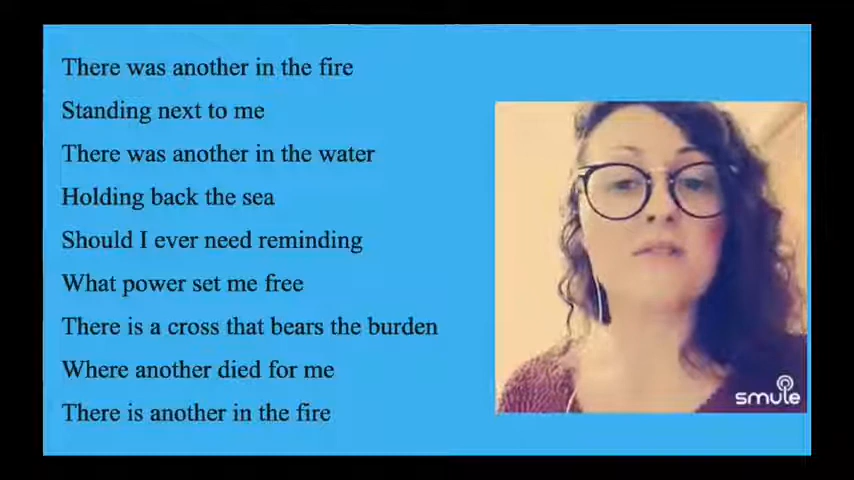 There was another in the fire
Standing next to me
There was another in the water
Holding back the sea
Should I ever need reminding
What power set me free
There is a cross that bears the burden
Where another died for me
There is another in the fire
smule